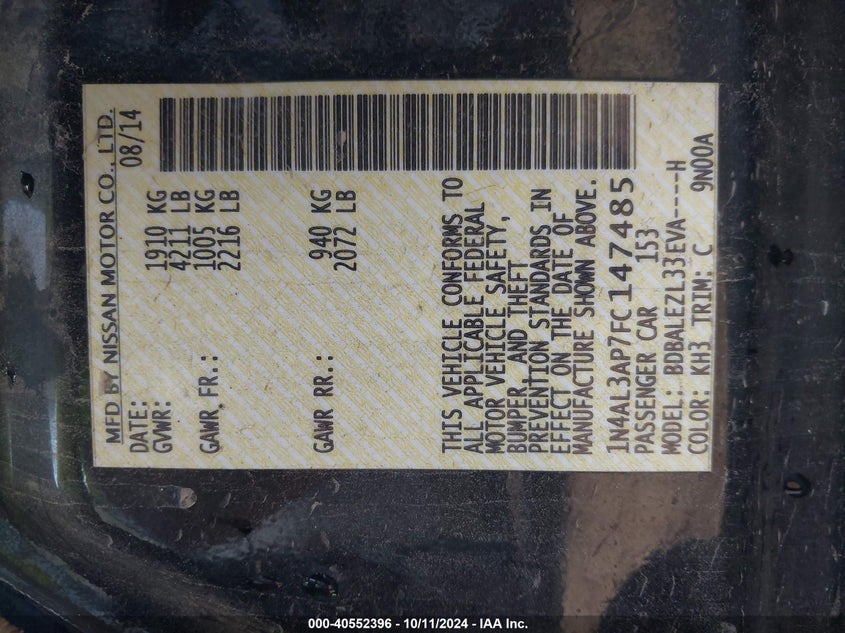 MFD BY NISSAN MOTOR CO., LTD.
DATE: 08/14
GVWR: 1910 KG
4211 LB
GAWR FR.: 1005 KG
2216 LB
GAWR RR.: 940 KG
2072 LB
THIS VEHICLE CONFORMS TO
ALL APPLICABLE FEDERAL
MOTOR VEHICLE SAFETY,
BUMPER, AND THEFT
PREVENTION STANDARDS IN
EFFECT ON THE DATE OF
MANUFACTURE SHOWN ABOVE.
1N4AL3AP7FC147485
PASSENGER CAR 153
MODEL: BDBALEZL33EVA----H
COLOR: KH3 TRIM: C 9N00A
000-40552396 - 10/11/2024 - IAA Inc.